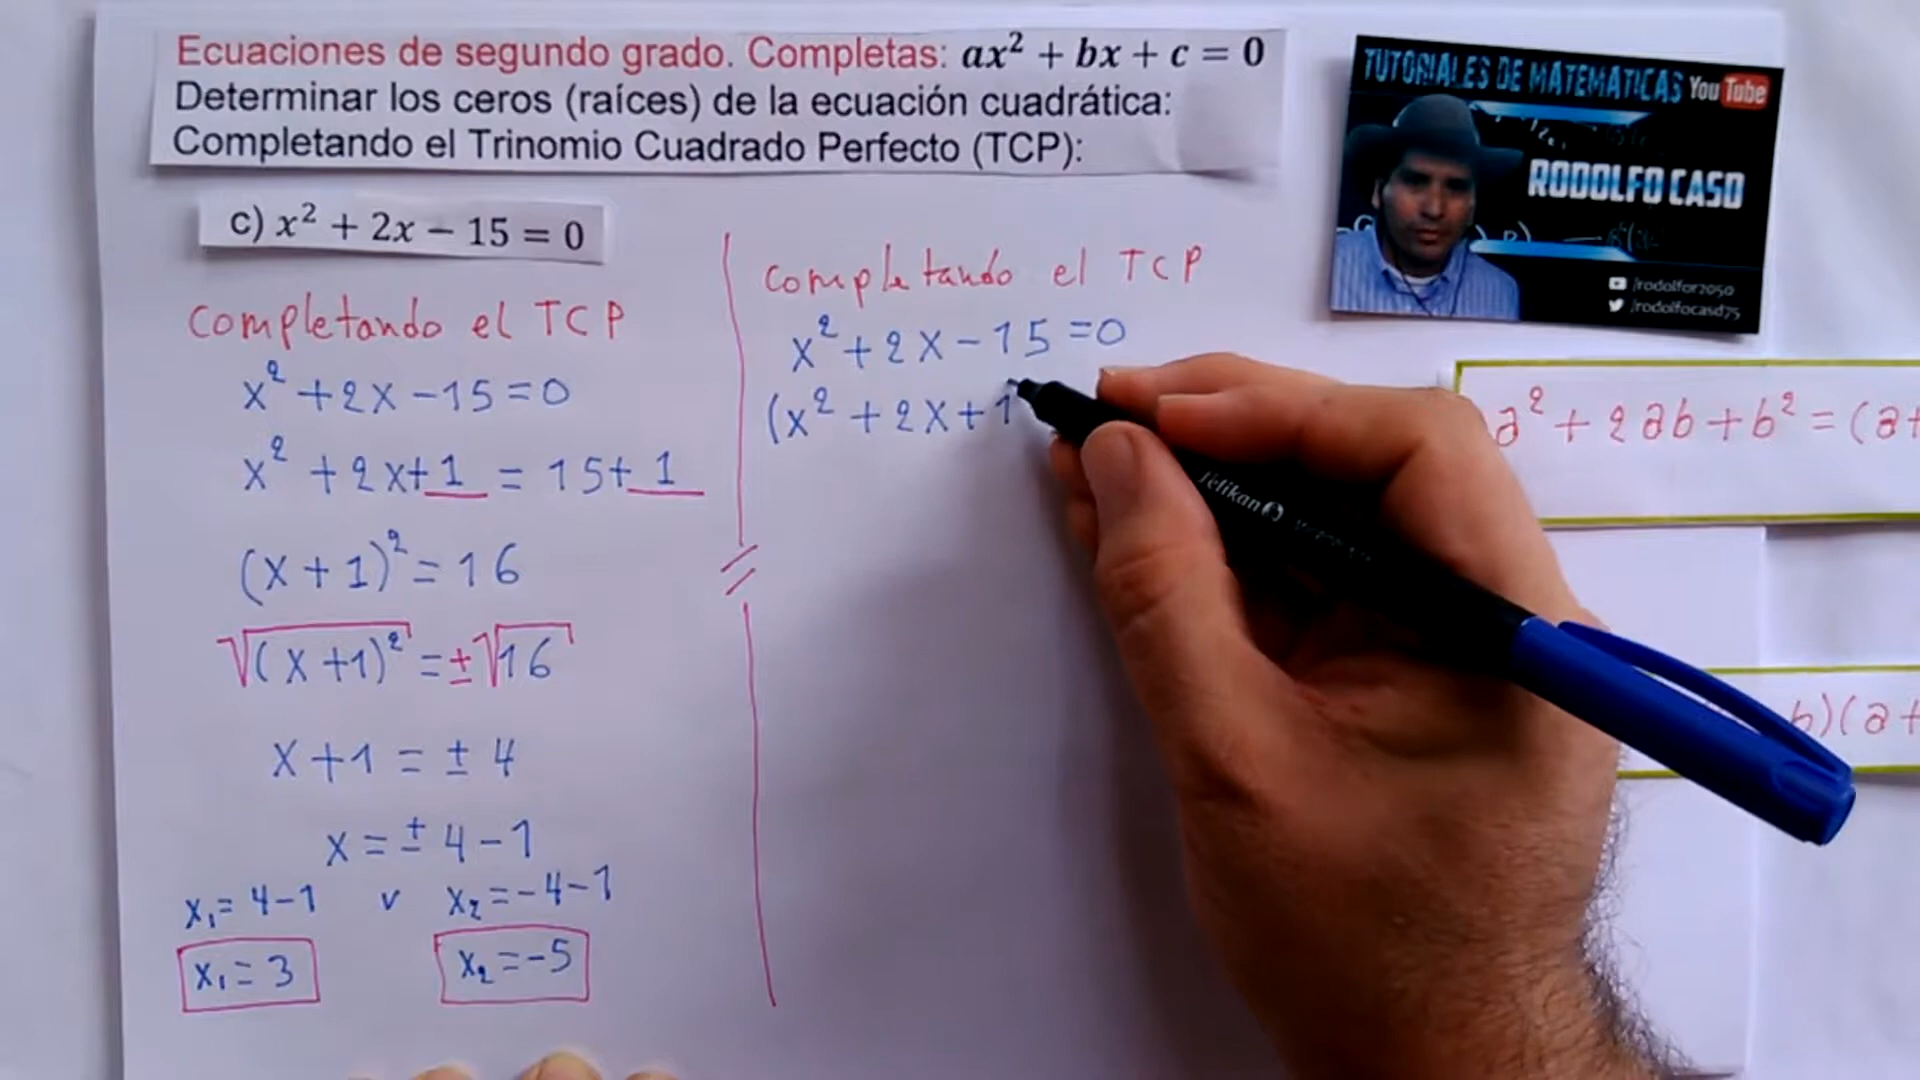 Ecuaciones de segundo grado. Completas: ax² + bx + c = 0
Determinar los ceros (raíces) de la ecuación cuadrática:
Completando el Trinomio Cuadrado Perfecto (TCP):
TUTORIALES DE MATEMATICAS YouTube
RODOLFO CASO
/rodolfor2050
/rodolfocasd75
c) x² + 2x − 15 = 0
completando el TCP
x² + 2x − 15 = 0
x² + 2x + 1 = 15 + 1
(x + 1)² = 16
√(x + 1)² = ± √16
x + 1 = ± 4
x = ± 4 − 1
x₁ = 4 − 1 v x₂ = − 4 − 1
x₁ = 3 x₂ = − 5
completando el TCP
x² + 2x − 15 = 0
(x² + 2x + 1
a² + 2ab + b² = (a+
b)(a+
Pelikan